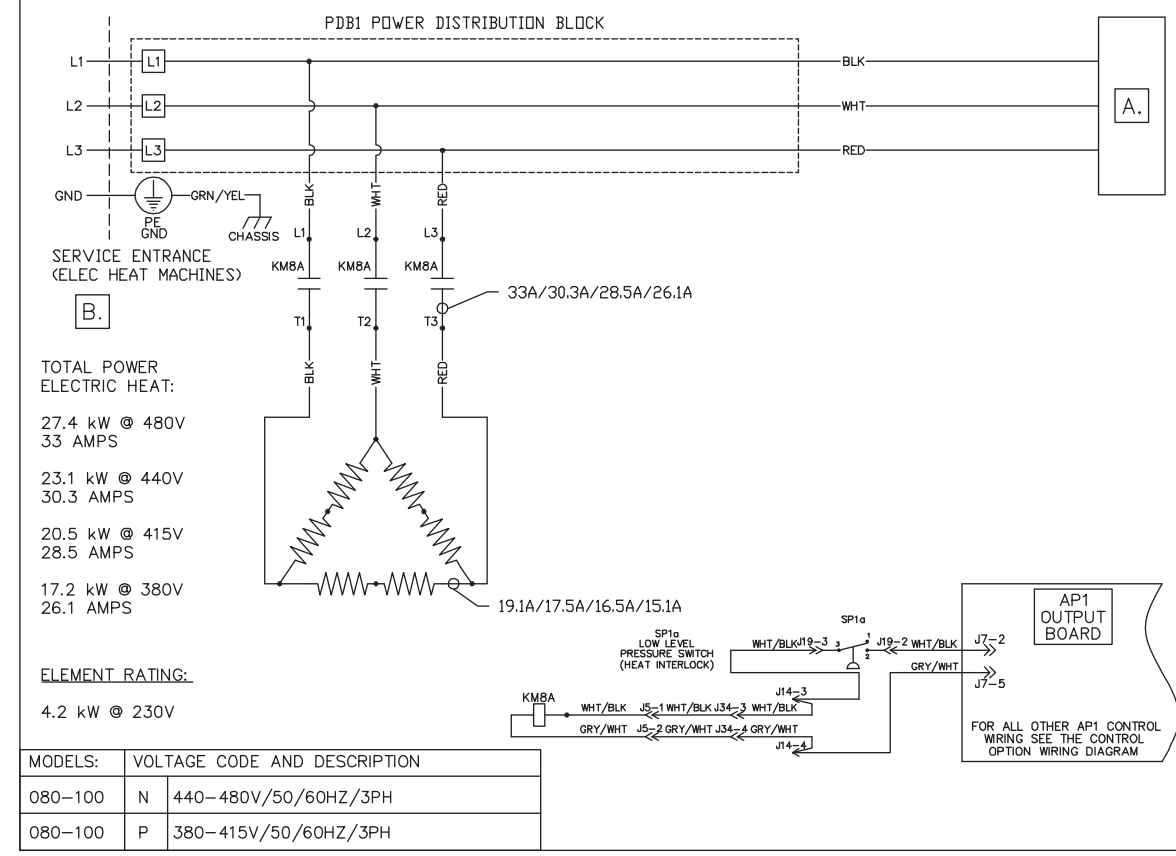 PDB1 POWER DISTRIBUTION BLOCK
L1 L1 BLK
L2 L2 WHT A.
L3 L3 RED
GND GRN/YEL BLK WHT RED
PE
GND
CHASSIS L1 L2 L3
SERVICE ENTRANCE
(ELEC HEAT MACHINES)
KM8A KM8A KM8A
33A/30.3A/28.5A/26.1A
B.
T1 T2 T3
BLK WHT RED
TOTAL POWER
ELECTRIC HEAT:
27.4 kW @ 480V
33 AMPS
23.1 kW @ 440V
30.3 AMPS
20.5 kW @ 415V
28.5 AMPS
17.2 kW @ 380V
26.1 AMPS
19.1A/17.5A/16.5A/15.1A
ELEMENT RATING:
4.2 kW @ 230V
SP1a
LOW LEVEL
PRESSURE SWITCH
(HEAT INTERLOCK)
SP1a
WHT/BLK J19-3 3 1 2 J19-2 WHT/BLK J7-2
GRY/WHT J7-5
AP1
OUTPUT
BOARD
J14-3
KM8A
WHT/BLK J5-1 WHT/BLK J34-3 WHT/BLK
GRY/WHT J5-2 GRY/WHT J34-4 GRY/WHT
J14-4
FOR ALL OTHER AP1 CONTROL
WIRING SEE THE CONTROL
OPTION WIRING DIAGRAM
MODELS: VOLTAGE CODE AND DESCRIPTION
080-100 N 440-480V/50/60HZ/3PH
080-100 P 380-415V/50/60HZ/3PH